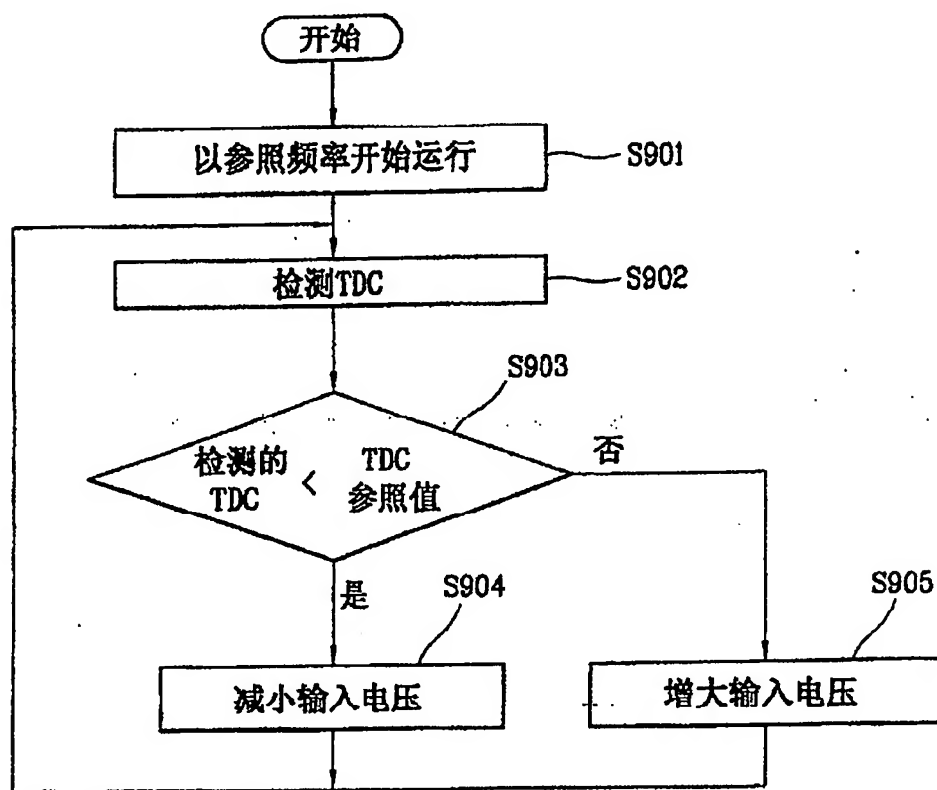 开始
以参照频率开始运行
S901
检测TDC
S902
S903
检测的
TDC
<
TDC
参照值
否
是
S904
S905
减小输入电压
增大输入电压